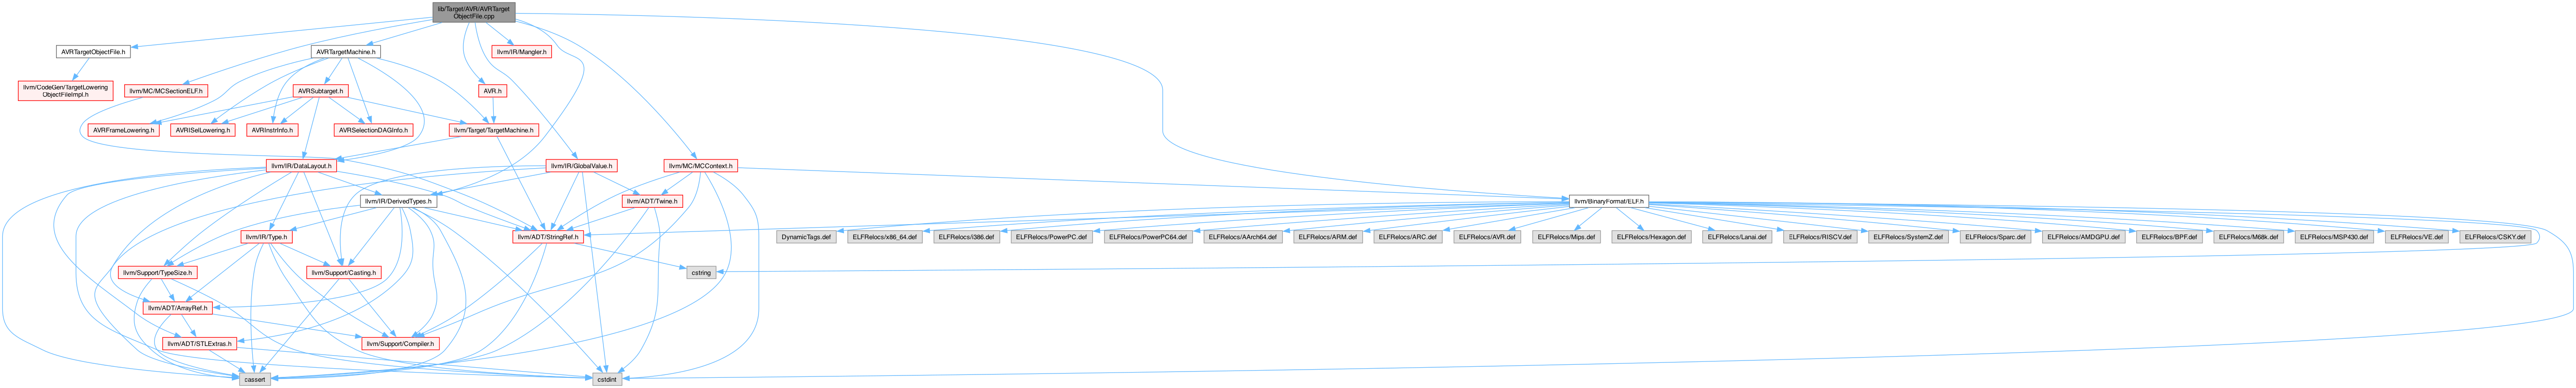 lib/Target/AVR/AVRTarget
ObjectFile.cpp
AVRTargetObjectFile.h
AVRTargetMachine.h
llvm/IR/Mangler.h
llvm/CodeGen/TargetLowering
ObjectFileImpl.h
llvm/MC/MCSectionELF.h
AVRSubtarget.h
AVR.h
AVRFrameLowering.h
AVRISelLowering.h
AVRInstrInfo.h
AVRSelectionDAGInfo.h
llvm/Target/TargetMachine.h
llvm/IR/DataLayout.h
llvm/IR/GlobalValue.h
llvm/MC/MCContext.h
llvm/IR/DerivedTypes.h
llvm/ADT/Twine.h
llvm/BinaryFormat/ELF.h
llvm/IR/Type.h
llvm/ADT/StringRef.h
DynamicTags.def
ELFRelocs/x86_64.def
ELFRelocs/i386.def
ELFRelocs/PowerPC.def
ELFRelocs/PowerPC64.def
ELFRelocs/AArch64.def
ELFRelocs/ARM.def
ELFRelocs/ARC.def
ELFRelocs/AVR.def
ELFRelocs/Mips.def
ELFRelocs/Hexagon.def
ELFRelocs/Lanai.def
ELFRelocs/RISCV.def
ELFRelocs/SystemZ.def
ELFRelocs/Sparc.def
ELFRelocs/AMDGPU.def
ELFRelocs/BPF.def
ELFRelocs/M68k.def
ELFRelocs/MSP430.def
ELFRelocs/VE.def
ELFRelocs/CSKY.def
llvm/Support/TypeSize.h
llvm/Support/Casting.h
cstring
llvm/ADT/ArrayRef.h
llvm/ADT/STLExtras.h
llvm/Support/Compiler.h
cassert
cstdint